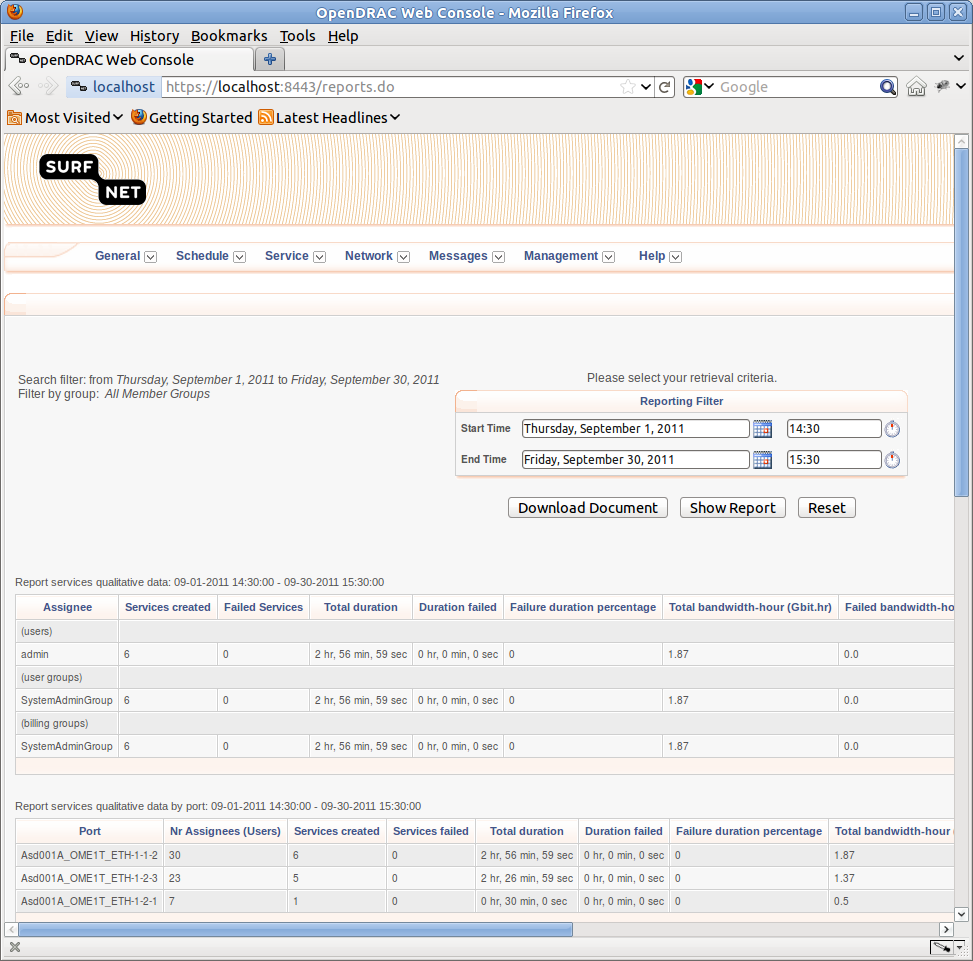 OpenDRAC Web Console - Mozilla Firefox
File Edit View History Bookmarks Tools Help
OpenDRAC Web Console
localhost https://localhost:8443/reports.do Google
Most Visited Getting Started Latest Headlines
SURF
NET
General Schedule Service Network Messages Management Help
Search filter: from Thursday, September 1, 2011 to Friday, September 30, 2011
Filter by group: All Member Groups
Please select your retrieval criteria.
Reporting Filter
Start Time Thursday, September 1, 2011 14:30
End Time Friday, September 30, 2011 15:30
Download Document Show Report Reset
Report services qualitative data: 09-01-2011 14:30:00 - 09-30-2011 15:30:00
Assignee Services created Failed Services Total duration Duration failed Failure duration percentage Total bandwidth-hour (Gbit.hr) Failed bandwidth-ho
(users)
admin 6 0 2 hr, 56 min, 59 sec 0 hr, 0 min, 0 sec 0 1.87 0.0
(user groups)
SystemAdminGroup 6 0 2 hr, 56 min, 59 sec 0 hr, 0 min, 0 sec 0 1.87 0.0
(billing groups)
SystemAdminGroup 6 0 2 hr, 56 min, 59 sec 0 hr, 0 min, 0 sec 0 1.87 0.0
Report services qualitative data by port: 09-01-2011 14:30:00 - 09-30-2011 15:30:00
Port Nr Assignees (Users) Services created Services failed Total duration Duration failed Failure duration percentage Total bandwidth-hour
Asd001A_OME1T_ETH-1-1-2 30 6 0 2 hr, 56 min, 59 sec 0 hr, 0 min, 0 sec 0 1.87
Asd001A_OME1T_ETH-1-2-3 23 5 0 2 hr, 26 min, 59 sec 0 hr, 0 min, 0 sec 0 1.37
Asd001A_OME1T_ETH-1-2-1 7 1 0 0 hr, 30 min, 0 sec 0 hr, 0 min, 0 sec 0 0.5